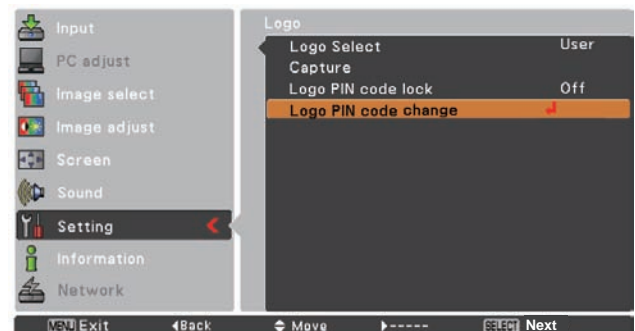 Input
PC adjust
Image select
Image adjust
Screen
Sound
Setting
Information
Network
Logo
Logo Select User
Capture
Logo PIN code lock Off
Logo PIN code change
MENU Exit Back Move ----- SELECT Next